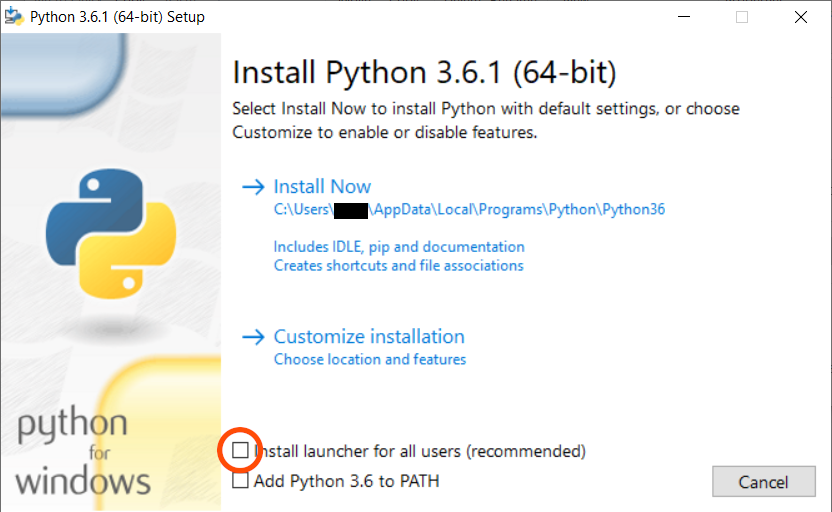 Python 3.6.1 (64-bit) Setup
Install Python 3.6.1 (64-bit)
Select Install Now to install Python with default settings, or choose
Customize to enable or disable features.
Install Now
C:\Users\ \AppData\Local\Programs\Python\Python36
Includes IDLE, pip and documentation
Creates shortcuts and file associations
Customize installation
Choose location and features
Install launcher for all users (recommended)
Add Python 3.6 to PATH
Cancel
python
for
windows